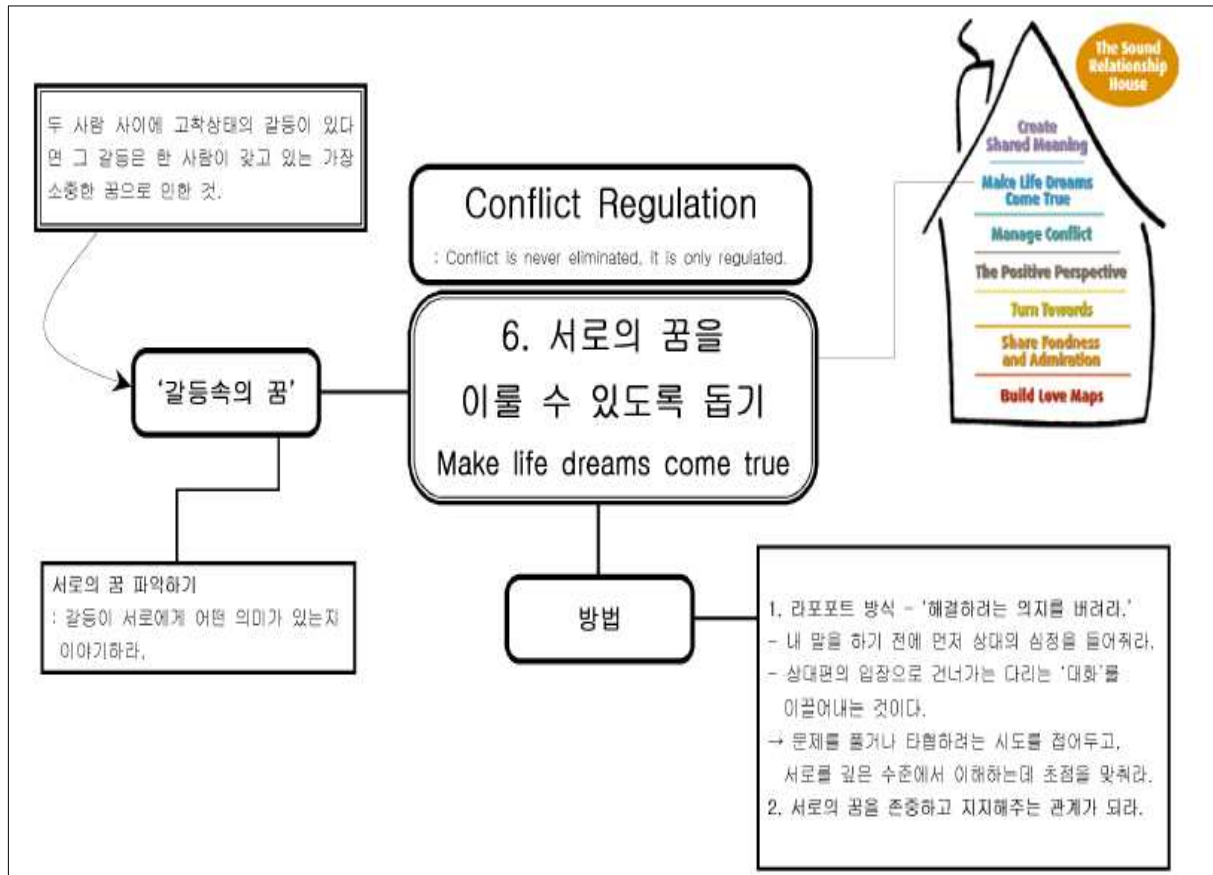 두 사람 사이에 고착상태의 갈등이 있다
면 그 갈등은 한 사람이 갖고 있는 가장
소중한 꿈으로 인한 것.
Conflict Regulation
: Conflict is never eliminated, it is only regulated.
6. 서로의 꿈을
이룰 수 있도록 돕기
Make life dreams come true
The Sound
Relationship
House
Create
Shared Meaning
Make Life Dreams
Come True
Manage Conflict
The Positive Perspective
Turn Towards
Share Fondness
and Admiration
Build Love Maps
'갈등속의 꿈'
서로의 꿈 파악하기
: 갈등이 서로에게 어떤 의미가 있는지
이야기하라.
방법
1. 라포포트 방식 - '해결하려는 의지를 버려라.'
- 내 말을 하기 전에 먼저 상대의 심정을 들어줘라.
- 상대편의 입장으로 건너가는 다리는 '대화'를
이끌어내는 것이다.
→ 문제를 풀거나 타협하려는 시도를 접어두고,
서로를 깊은 수준에서 이해하는데 초점을 맞춰라.
2. 서로의 꿈을 존중하고 지지해주는 관계가 되라.